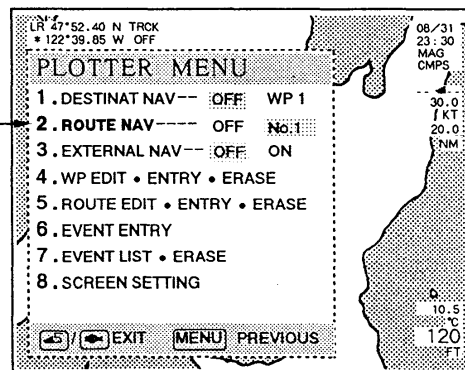 LR 47°52.40 N TRCK
* 122°39.85 W OFF
08/31
23:30
MAG
CMPS
PLOTTER MENU
1. DESTINAT NAV-- OFF WP 1
2. ROUTE NAV---- OFF No.1
3. EXTERNAL NAV-- OFF ON
4. WP EDIT • ENTRY • ERASE
5. ROUTE EDIT • ENTRY • ERASE
6. EVENT ENTRY
7. EVENT LIST • ERASE
8. SCREEN SETTING
/ EXIT MENU PREVIOUS
30.0
KT
20.0
NM
10.5
°C
120
FT